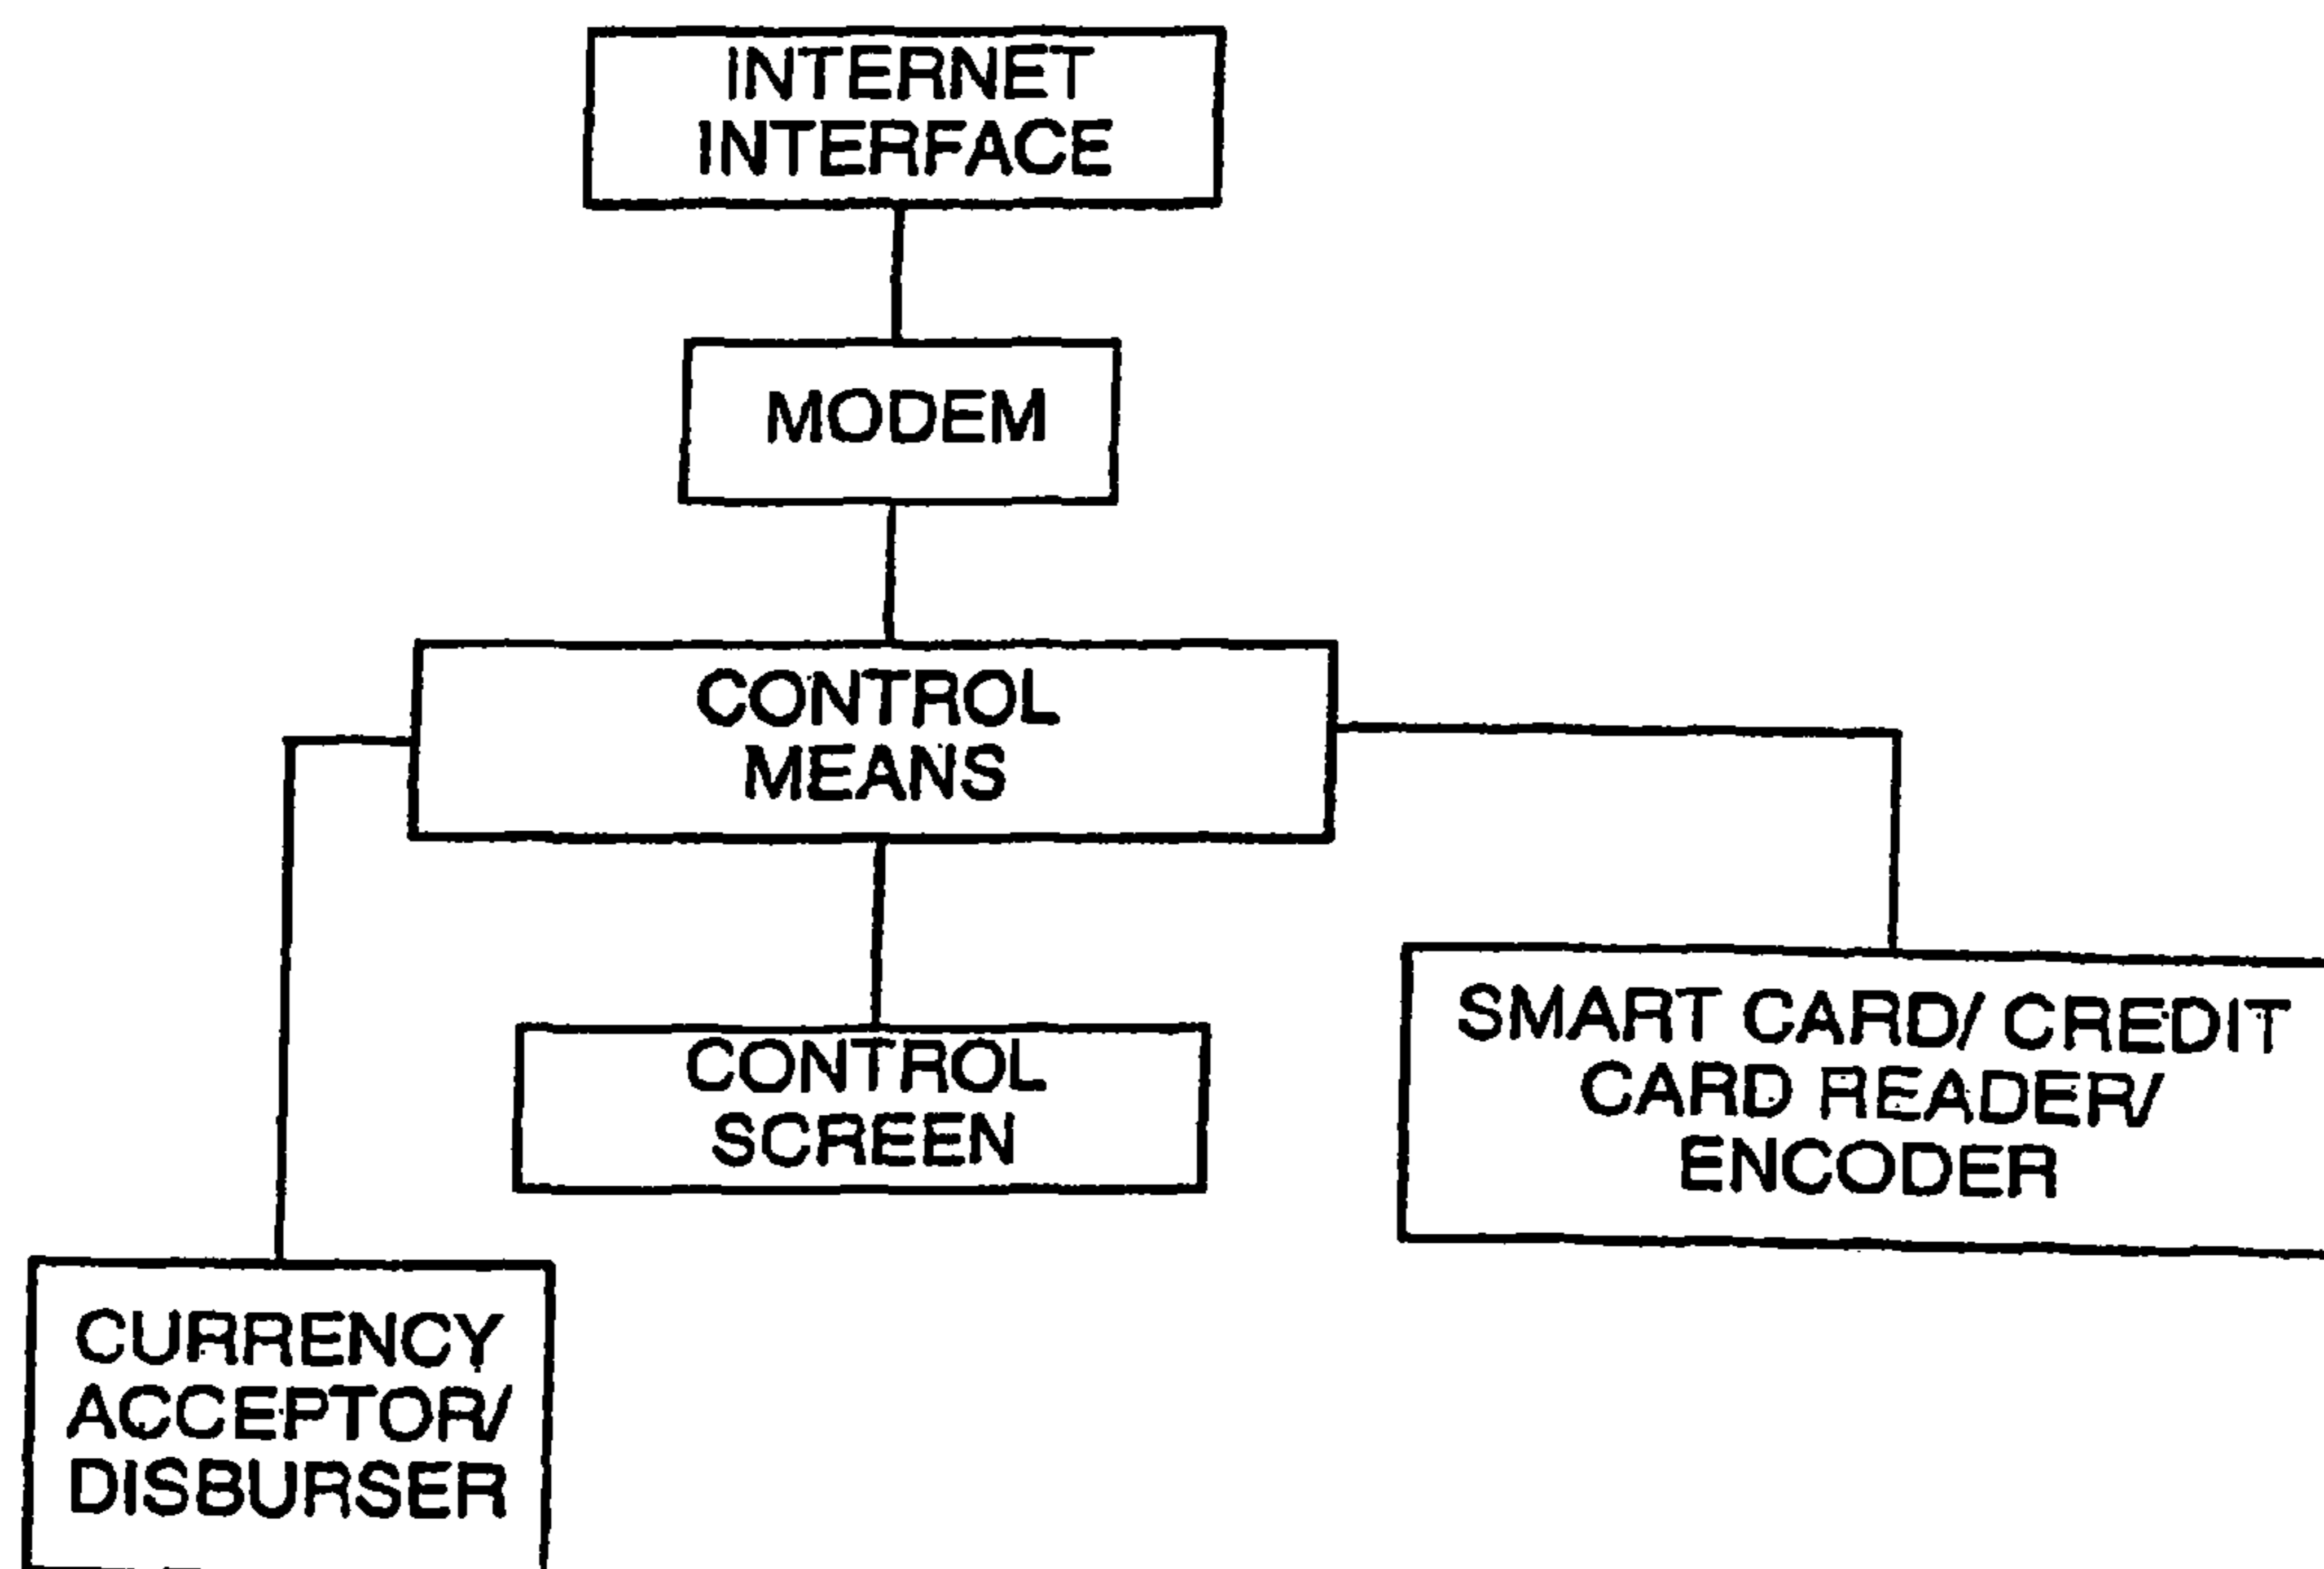 INTERNET
INTERFACE
MODEM
CONTROL
MEANS
CONTROL
SCREEN
SMART CARD/ CREDIT
CARD READER/
ENCODER
CURRENCY
ACCEPTOR/
DISBURSER